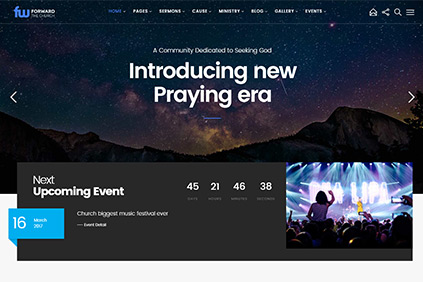 fw FORWARD
THE CHURCH
HOME PAGES SERMONS CAUSE MINISTRY BLOG GALLERY EVENTS
A Community Dedicated to Seeking God
Introducing new
Praying era
Next
Upcoming Event
45 21 46 38
DAYS HOURS MINUTES SECONDS
16 March
2017
Church biggest music festival ever
— Event Detail